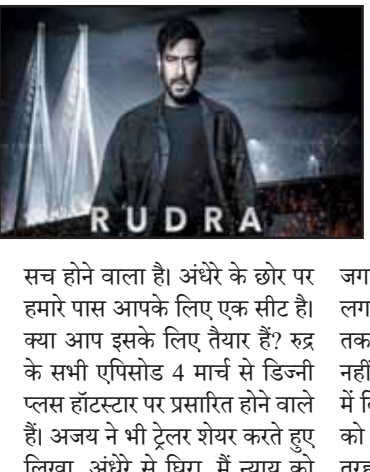 RUDRA
सच होने वाला है। अंधेरे के छोर पर
हमारे पास आपके लिए एक सीट है।
क्या आप इसके लिए तैयार हैं? रुद्र
के सभी एपिसोड 4 मार्च से डिज्नी
प्लस हॉटस्टार पर प्रसारित होने वाले
हैं। अजय ने भी ट्रेलर शेयर करते हुए
लिखा, अंधेरे से घिरा, मैं न्याय को
जगा
लग
तक
नहीं
में
को
तरह